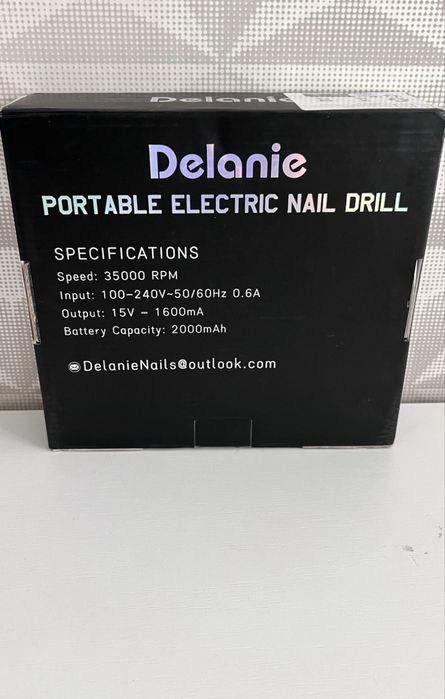 Delanie
Delanie
PORTABLE ELECTRIC NAIL DRILL
SPECIFICATIONS
Speed: 35000 RPM
Input: 100-240V~50/60Hz 0.6A
Output: 15V - 1600mA
Battery Capacity: 2000mAh
DelanieNails@outlook.com